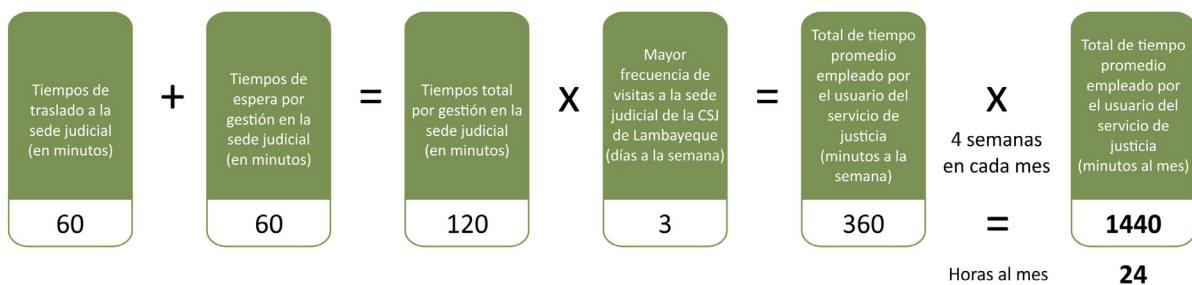 Tiempos de
traslado a la
sede judicial
(en minutos)
60
+
Tiempos de
espera por
gestión en la
sede judicial
(en minutos)
60
=
Tiempos total
por gestión en la
sede judicial
(en minutos)
120
X
Mayor
frecuencia de
visitas a la sede
judicial de la CSJ
de Lambayeque
(días a la semana)
3
=
Total de tiempo
promedio
empleado por
el usuario del
servicio de
justicia
(minutos a la
semana)
360
X
4 semanas
en cada mes
=
Total de tiempo
promedio
empleado por
el usuario del
servicio de
justicia
(minutos al mes)
1440
Horas al mes
24